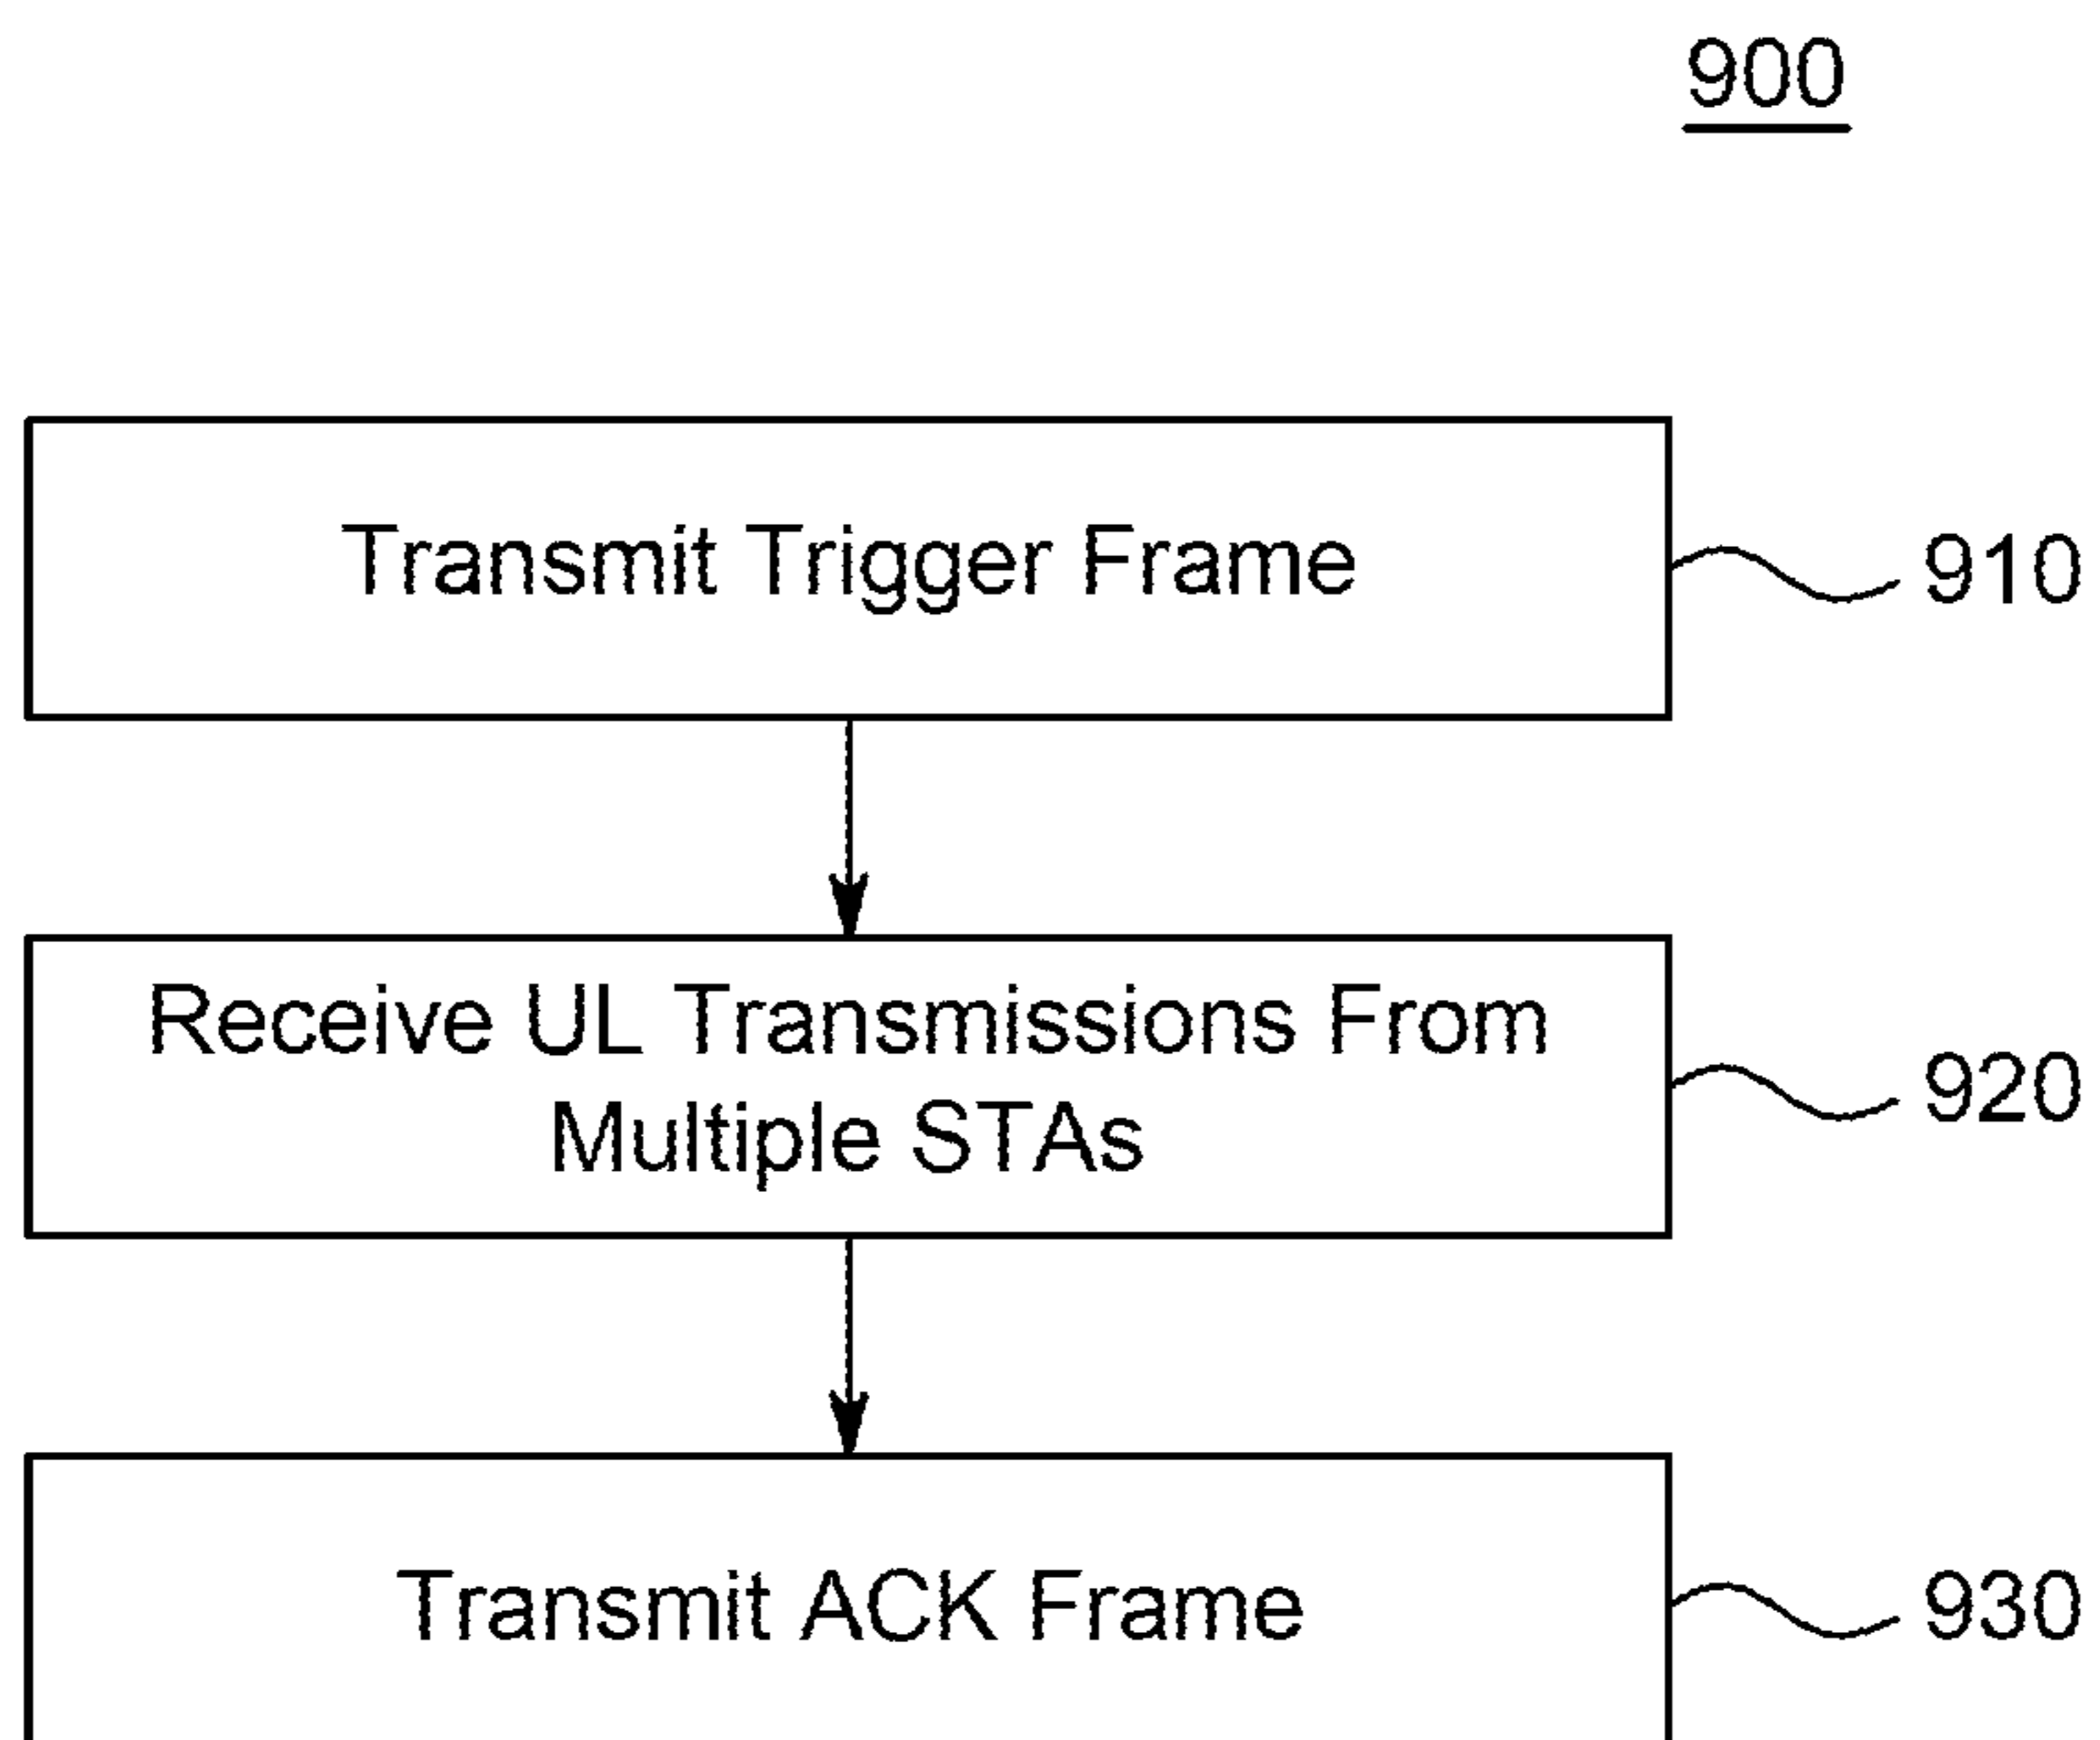 900
Transmit Trigger Frame
910
Receive UL Transmissions From
Multiple STAs
920
Transmit ACK Frame
930